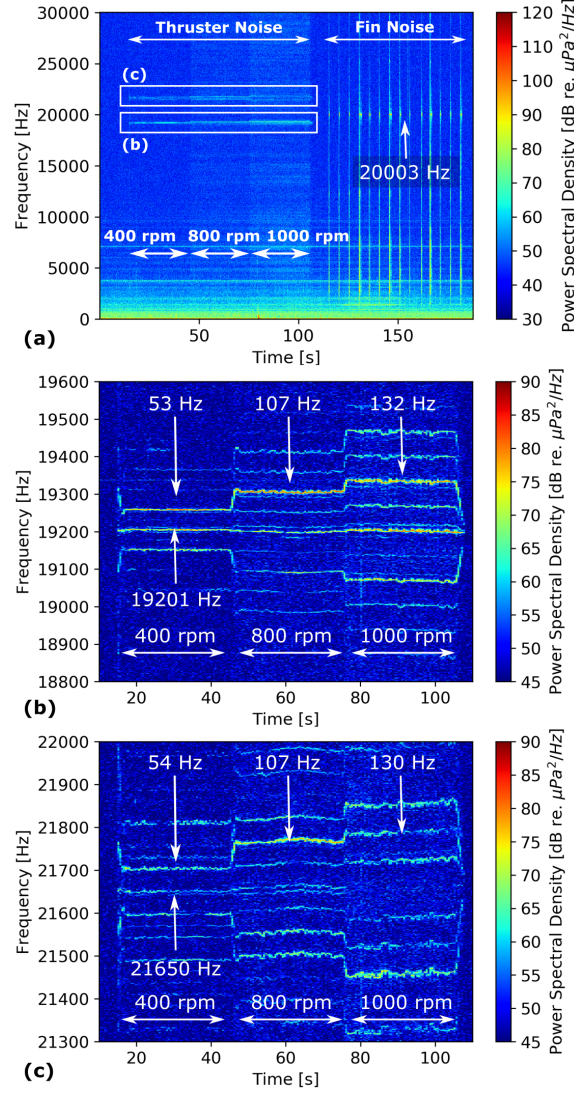 Thruster Noise Fin Noise
(c)
(b)
20003 Hz
400 rpm 800 rpm 1000 rpm
30000
25000
20000
15000
10000
5000
0
Frequency [Hz]
50 100 150
Time [s]
(a)
120
110
100
90
80
70
60
50
40
30
Power Spectral Density [dB re. μPa²/Hz]
53 Hz 107 Hz 132 Hz
19201 Hz
400 rpm 800 rpm 1000 rpm
19600
19500
19400
19300
19200
19100
19000
18900
18800
Frequency [Hz]
20 40 60 80 100
Time [s]
(b)
90
85
80
75
70
65
60
55
50
45
Power Spectral Density [dB re. μPa²/Hz]
54 Hz 107 Hz 130 Hz
21650 Hz
400 rpm 800 rpm 1000 rpm
22000
21900
21800
21700
21600
21500
21400
21300
Frequency [Hz]
20 40 60 80 100
Time [s]
(c)
90
85
80
75
70
65
60
55
50
45
Power Spectral Density [dB re. μPa²/Hz]